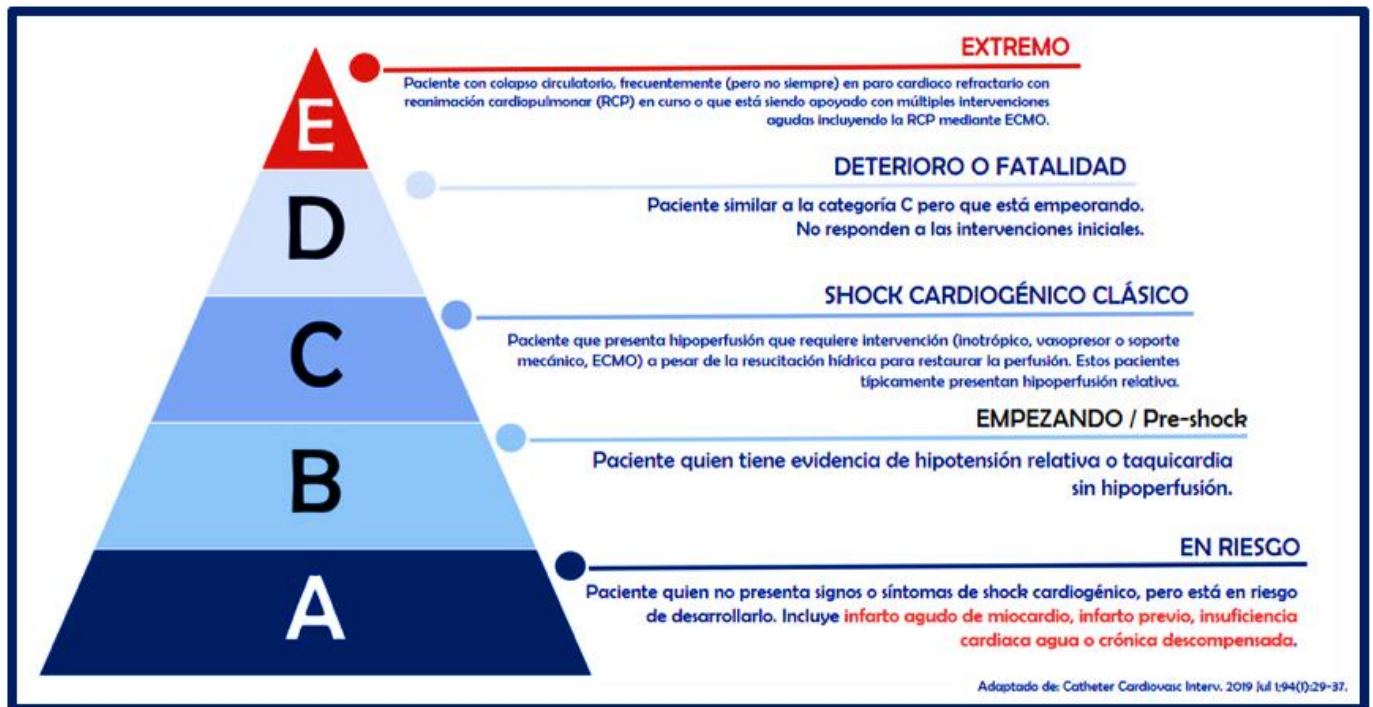 EXTREMO
Paciente con colapso circulatorio, frecuentemente (pero no siempre) en paro cardiaco refractario con
reanimación cardiopulmonar (RCP) en curso o que está siendo apoyado con múltiples intervenciones
agudas incluyendo la RCP mediante ECMO.
E
DETERIORO O FATALIDAD
Paciente similar a la categoría C pero que está empeorando.
No responden a las intervenciones iniciales.
D
SHOCK CARDIOGÉNICO CLÁSICO
Paciente que presenta hipoperfusión que requiere intervención (inotrópico, vasopresor o soporte
mecánico, ECMO) a pesar de la resucitación hídrica para restaurar la perfusión. Estos pacientes
típicamente presentan hipoperfusión relativa.
C
EMPEZANDO / Pre-shock
Paciente quien tiene evidencia de hipotensión relativa o taquicardia
sin hipoperfusión.
B
EN RIESGO
Paciente quien no presenta signos o síntomas de shock cardiogénico, pero está en riesgo
de desarrollarlo. Incluye infarto agudo de miocardio, infarto previo, insuficiencia
cardiaca agua o crónica descompensada.
A
Adaptado de: Catheter Cardiovasc Interv. 2019 Jul 1;94(1):29-37.